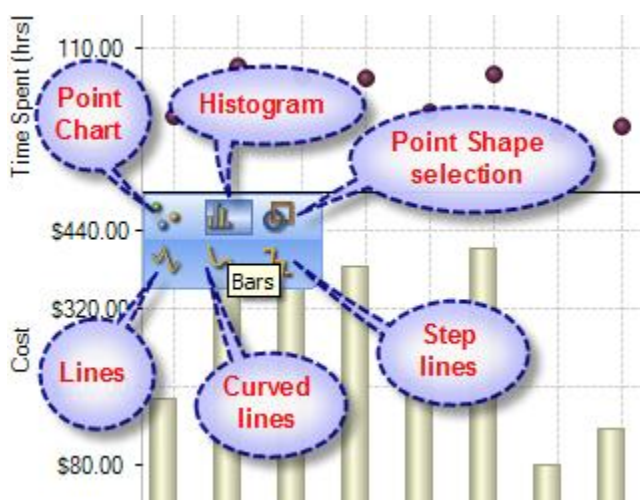 110.00
Time Spent (hrs)
Point
Chart
Histogram
Point Shape
selection
$440.00
Bars
$320.00
Cost
Lines
Curved
lines
Step
lines
$80.00